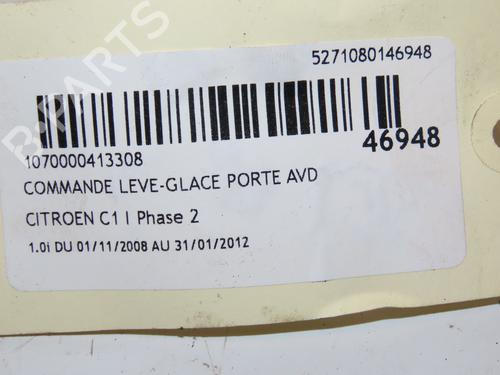 5271080146948
46948
1070000413308
COMMANDE LEVE-GLACE PORTE AVD
CITROEN C1 I Phase 2
1.0i DU 01/11/2008 AU 31/01/2012
B-PARTS